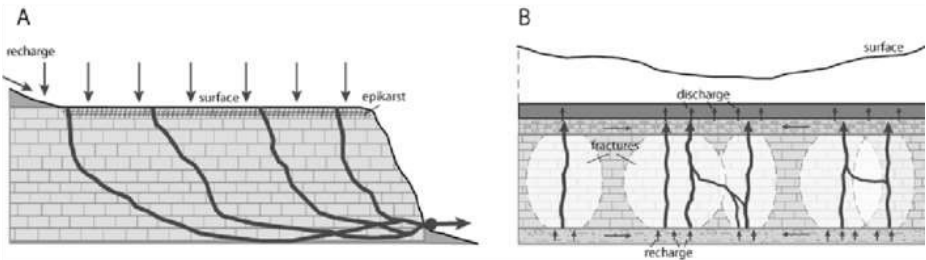 A
recharge
surface
epikarst
B
surface
discharge
fractures
recharge